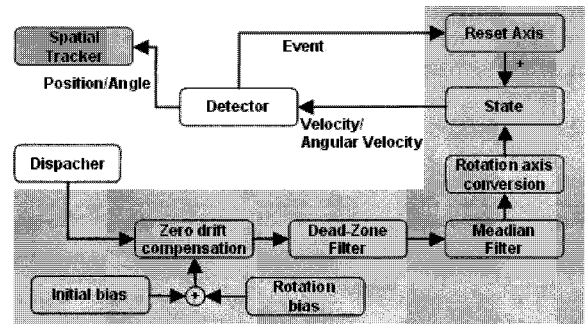 Spatial
Tracker
Reset Axis
Event
+
Position/Angle
Detector
State
Velocity/
Angular Velocity
Dispacher
Rotation axis
conversion
Zero drift
compensation
Dead-Zone
Filter
Meadian
Filter
Initial bias
+
Rotation
bias